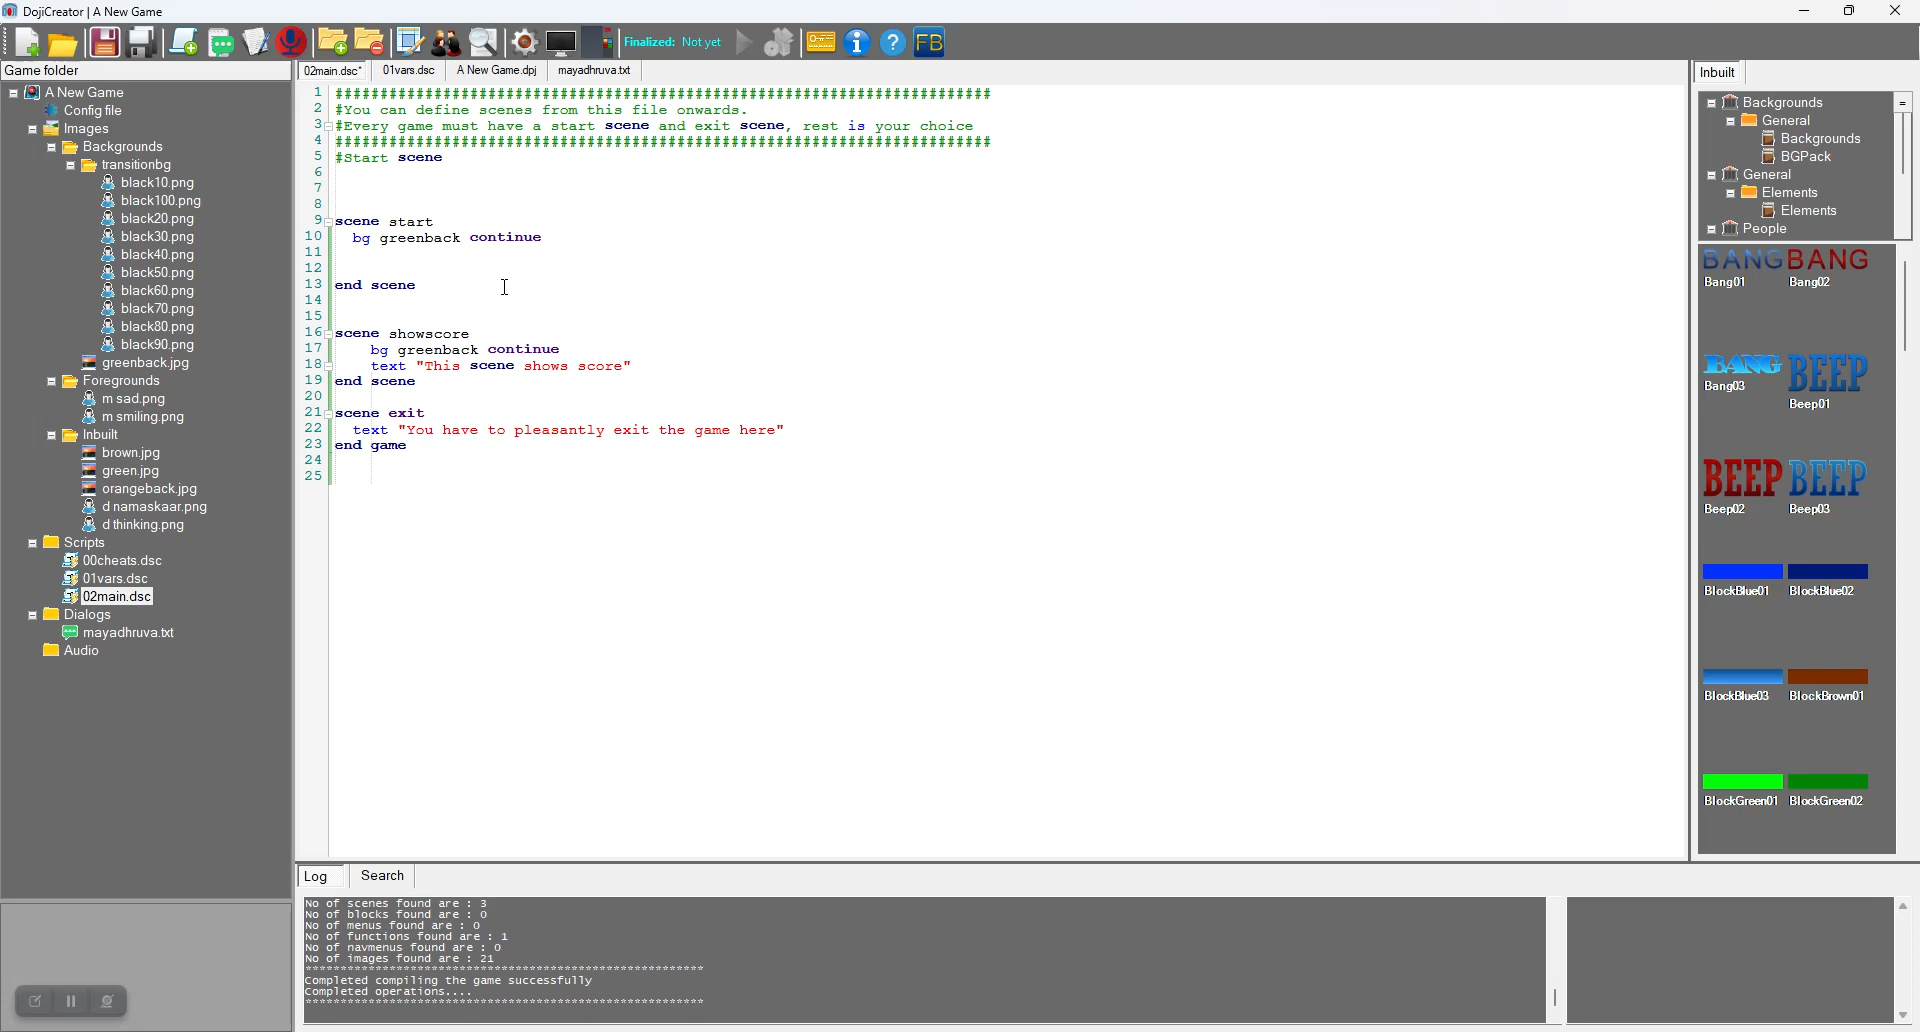 DojiCreator | A New Game
Finalized: Not yet
FB
Game folder
A New Game
Config file
Images
Backgrounds
transitionbg
black10.png
black100.png
black20.png
black30.png
black40.png
black50.png
black60.png
black70.png
black80.png
black90.png
greenback.jpg
Foregrounds
m sad.png
m smiling.png
Inbuilt
brown.jpg
green.jpg
orangeback.jpg
d namaskaar.png
d thinking.png
Scripts
00cheats.dsc
01vars.dsc
02main.dsc
Dialogs
mayadhruva.txt
Audio
02main.dsc* 01vars.dsc A New Game.dpj mayadhruva.txt
1 #########################################################################
2 #You can define scenes from this file onwards.
3 #Every game must have a start scene and exit scene, rest is your choice
4 #########################################################################
5 #Start scene
6
7
8
9 scene start
10 bg greenback continue
11
12
13 end scene
14
15
16 scene showscore
17 bg greenback continue
18 text "This scene shows score"
19 end scene
20
21 scene exit
22 text "You have to pleasantly exit the game here"
23 end game
24
25
Log Search
No of scenes found are : 3
No of blocks found are : 0
No of menus found are : 0
No of functions found are : 1
No of navmenus found are : 0
No of images found are : 21
*********************************************************
Completed compiling the game successfully
Completed operations....
*********************************************************
Inbuilt
Backgrounds
General
Backgrounds
BGPack
General
Elements
Elements
People
BANG BANG
Bang01 Bang02
BANG BEEP
Bang03 Beep01
BEEP BEEP
Beep02 Beep03
BlockBlue01 BlockBlue02
BlockBlue03 BlockBrown01
BlockGreen01 BlockGreen02